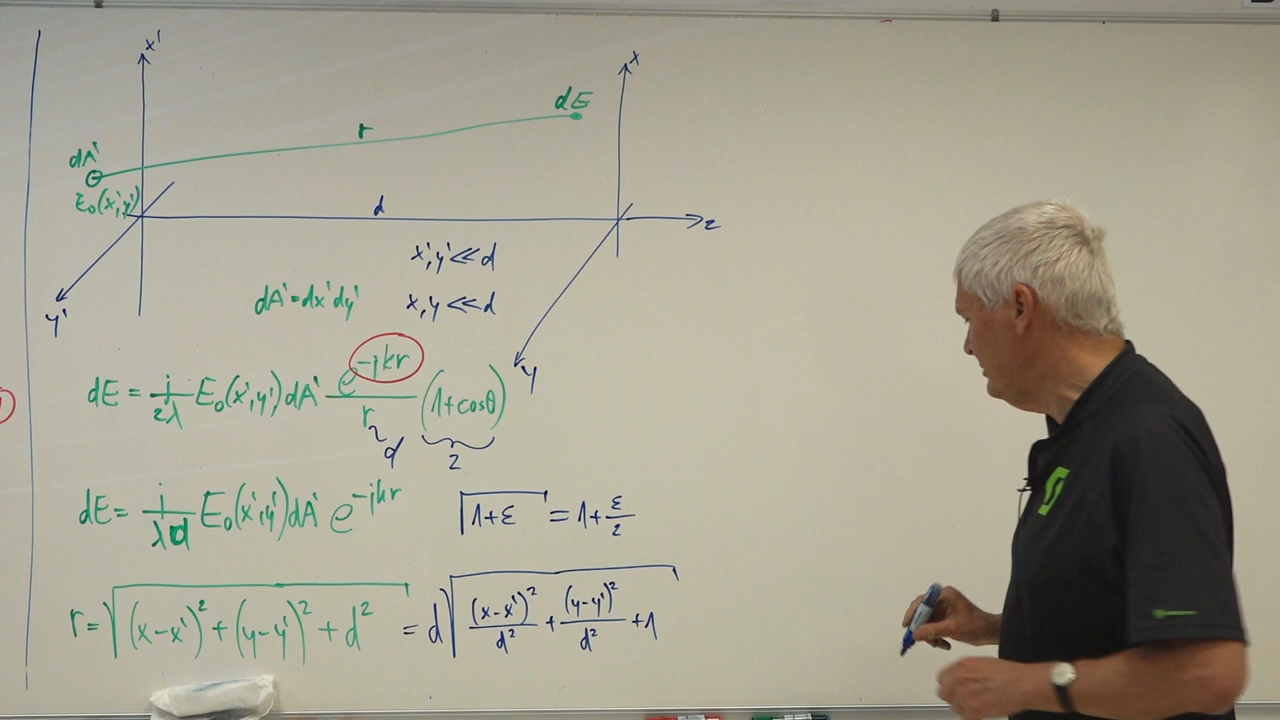 x'
x
dE
r
dA'
E₀(x',y')
d
z
x',y' << d
dA' = dx'dy'
x,y << d
y'
y
dE = j/(2λ) E₀(x',y') dA' e^(-jkr)/r (1+cosθ)
~ d
2
dE = j/(λd) E₀(x',y') dA' e^(-jkr)
√(1+ε) = 1+ε/2
r = √((x-x')² + (y-y')² + d²) = d√((x-x')²/d² + (y-y')²/d² + 1)